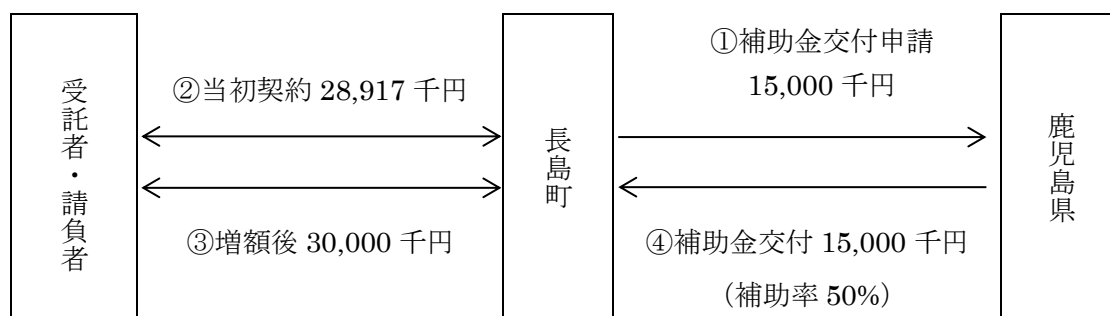 受託者・請負者
②当初契約 28,917 千円
③増額後 30,000 千円
長島町
①補助金交付申請
15,000 千円
④補助金交付 15,000 千円
（補助率 50%）
鹿児島県